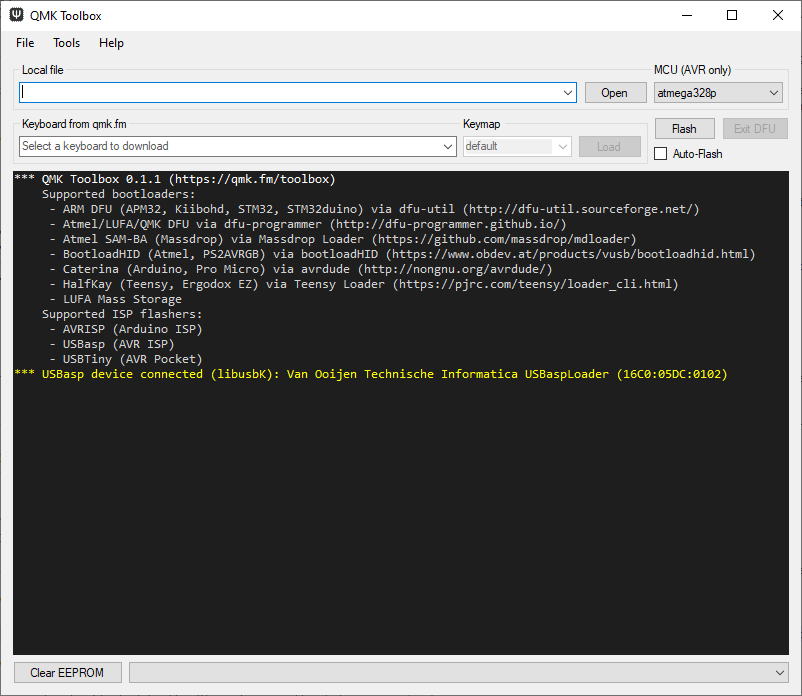 QMK Toolbox
File Tools Help
Local file
MCU (AVR only)
Open
atmega328p
Keyboard from qmk.fm
Keymap
Flash
Exit DFU
Select a keyboard to download
default
Load
Auto-Flash
*** QMK Toolbox 0.1.1 (https://qmk.fm/toolbox)
Supported bootloaders:
- ARM DFU (APM32, Kiibohd, STM32, STM32duino) via dfu-util (http://dfu-util.sourceforge.net/)
- Atmel/LUFA/QMK DFU via dfu-programmer (http://dfu-programmer.github.io/)
- Atmel SAM-BA (Massdrop) via Massdrop Loader (https://github.com/massdrop/mdloader)
- BootloadHID (Atmel, PS2AVRGB) via bootloadHID (https://www.obdev.at/products/vusb/bootloadhid.html)
- Caterina (Arduino, Pro Micro) via avrdude (http://nongnu.org/avrdude/)
- HalfKay (Teensy, Ergodox EZ) via Teensy Loader (https://pjrc.com/teensy/loader_cli.html)
- LUFA Mass Storage
Supported ISP flashers:
- AVRISP (Arduino ISP)
- USBasp (AVR ISP)
- USBTiny (AVR Pocket)
*** USBasp device connected (libusbK): Van Ooijen Technische Informatica USBaspLoader (16C0:05DC:0102)
Clear EEPROM